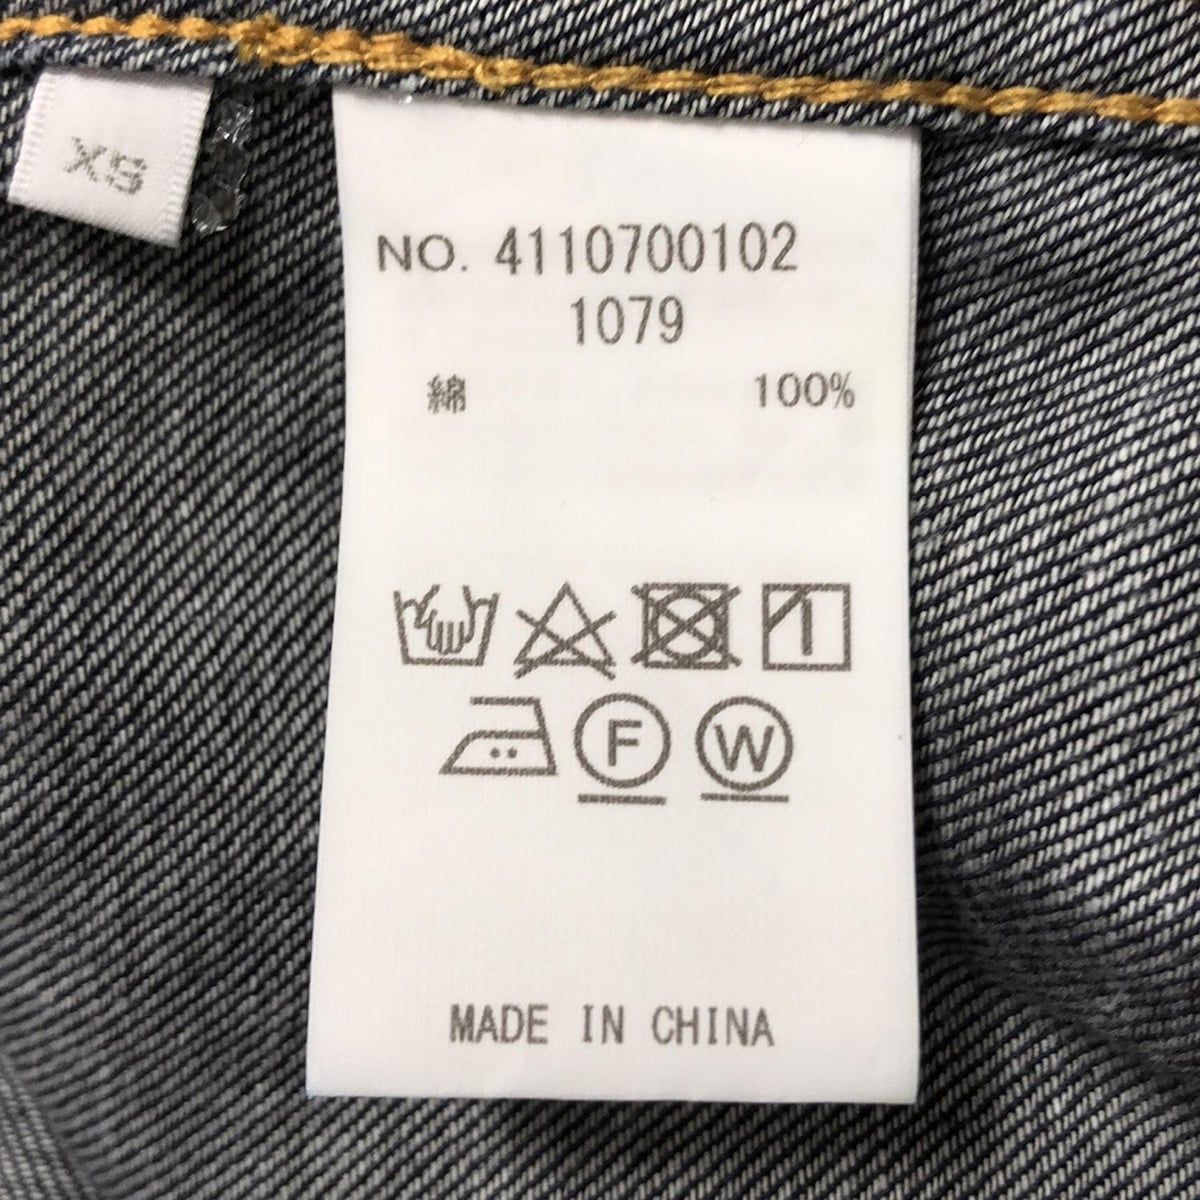 XS
NO. 4110700102
1079
綿 100%
F W
MADE IN CHINA